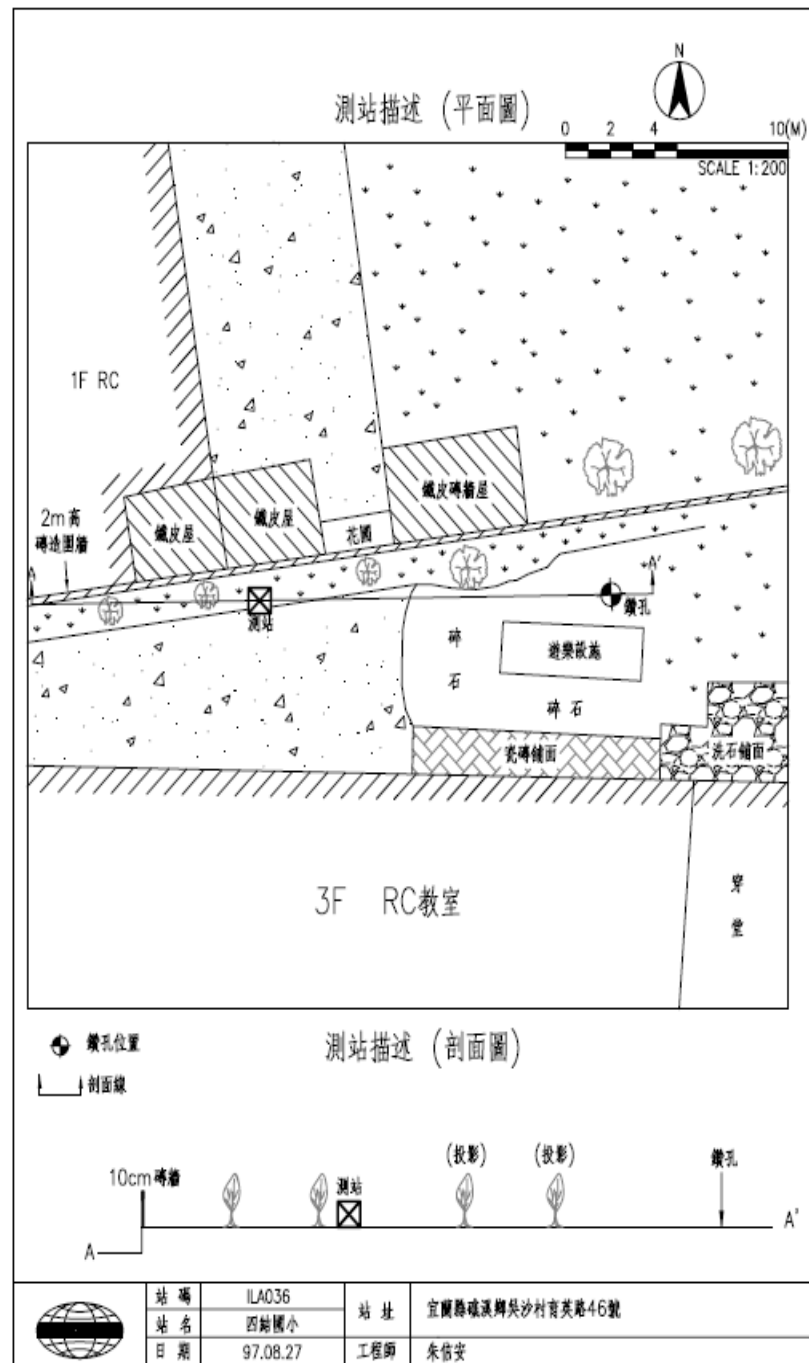 N
測站描述 (平面圖)
0 2 4 10(M)
SCALE 1:200
1F RC
2m 高
磚造圍牆
鐵皮屋
鐵皮屋
花園
鐵皮磚牆屋
A
A'
測站
鑽孔
碎石
遊樂設施
碎石
瓷磚鋪面
洗石鋪面
3F RC教室
穿堂
鑽孔位置
剖面線
測站描述 (剖面圖)
10cm 磚牆
測站
(投影)
(投影)
鑽孔
A
A'
站碼 ILA036
站名 四結國小
日期 97.08.27
站址 宜蘭縣礁溪鄉吳沙村育英路46號
工程師 朱信安